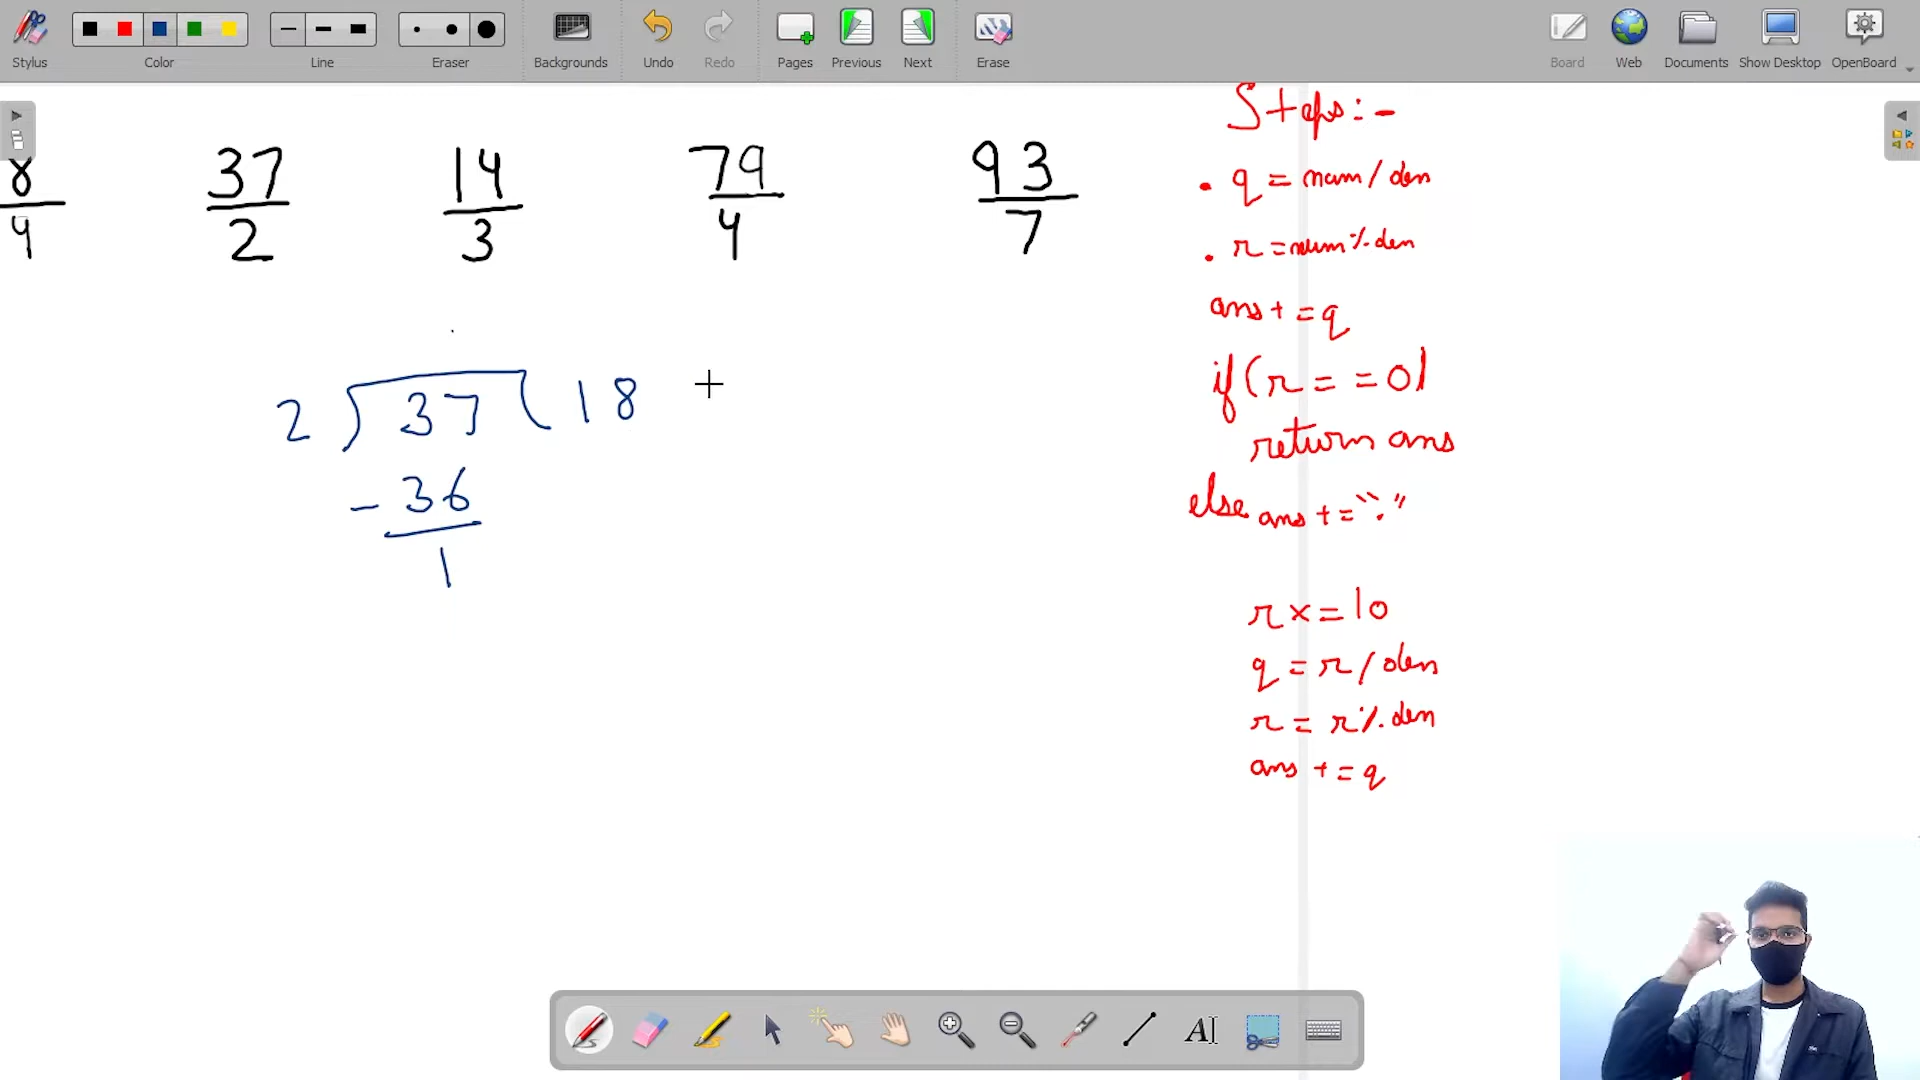 Stylus
Color
Line
Eraser
Backgrounds
Undo
Redo
Pages
Previous
Next
Erase
Board
Web
Documents
Show Desktop
OpenBoard
8
4
37
2
14
3
79
4
93
7
2 ) 37 ( 18
- 36
1
Steps:-
• q = num / den
• r = num % den
ans + = q
if (r = = 0)
return ans
else ans + = "."
r x = 10
q = r / den
r = r % den
ans + = q
AI